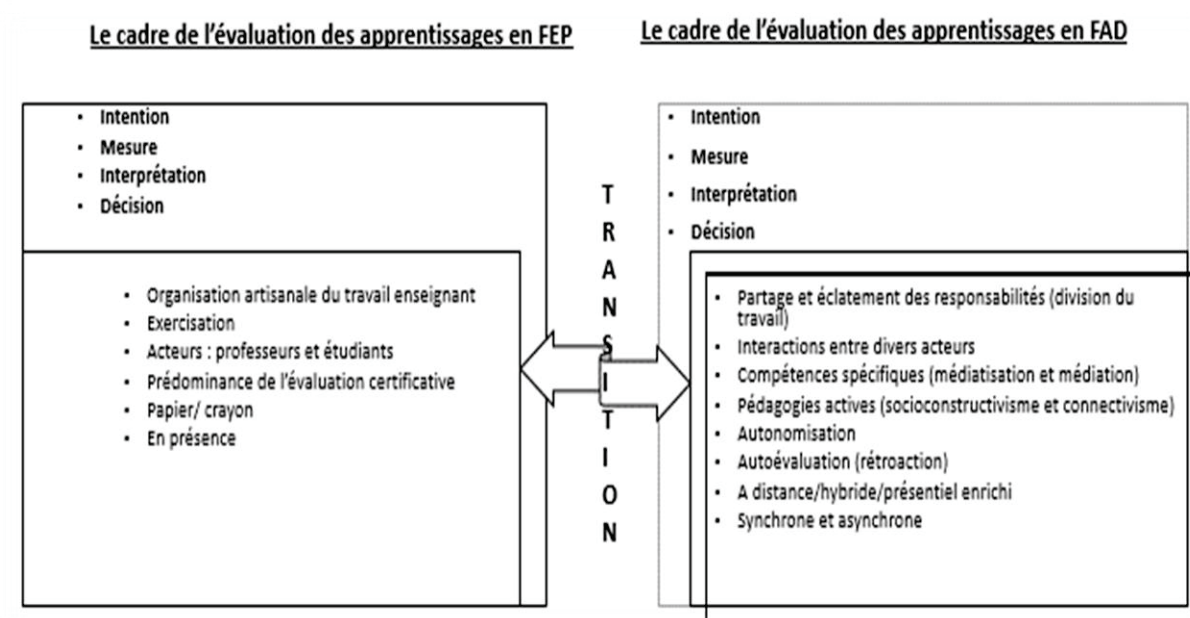 Le cadre de l'évaluation des apprentissages en FEP
• Intention
• Mesure
• Interprétation
• Décision
• Organisation artisanale du travail enseignant
• Exercisation
• Acteurs : professeurs et étudiants
• Prédominance de l'évaluation certificative
• Papier/ crayon
• En présence
T
R
A
N
S
I
T
I
O
N
Le cadre de l'évaluation des apprentissages en FAD
• Intention
• Mesure
• Interprétation
• Décision
• Partage et éclatement des responsabilités (division du
travail)
• Interactions entre divers acteurs
• Compétences spécifiques (médiatisation et médiation)
• Pédagogies actives (socioconstructivisme et connectivisme)
• Autonomisation
• Autoévaluation (rétroaction)
• A distance/hybride/présentiel enrichi
• Synchrone et asynchrone